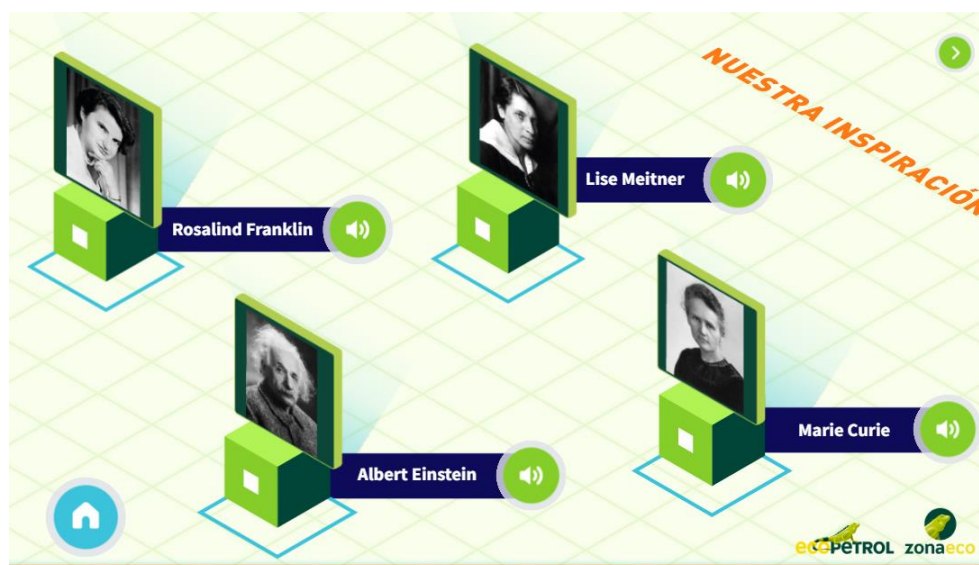 NUESTRA INSPIRACIÓN
Lise Meitner
Rosalind Franklin
Marie Curie
Albert Einstein
ecoPETROL zonaeco